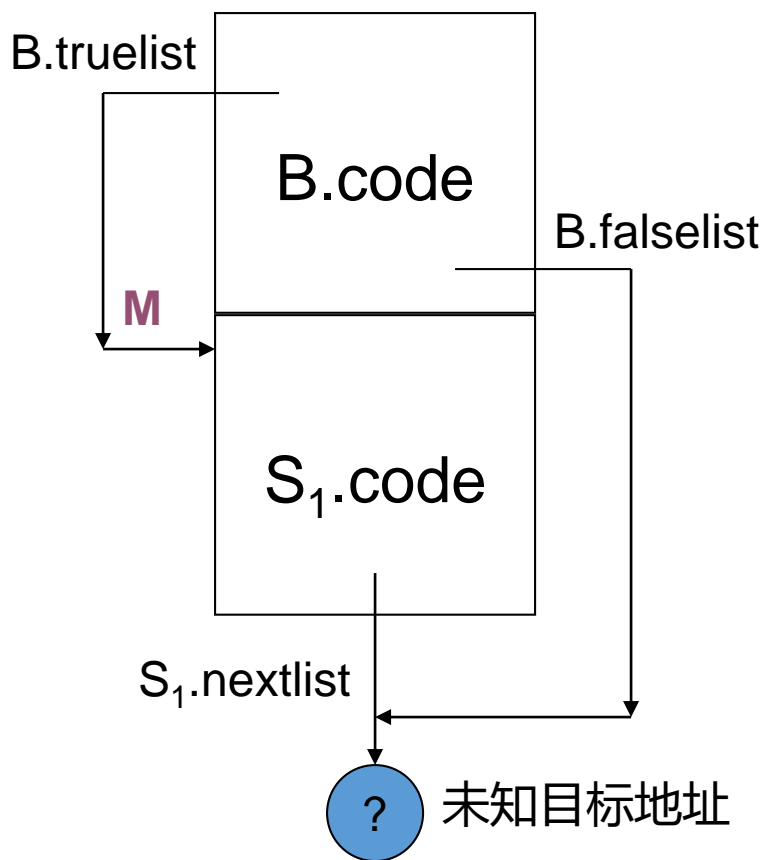 B.truelist
B.code
B.falselist
M
S₁.code
S₁.nextlist
?
未知目标地址